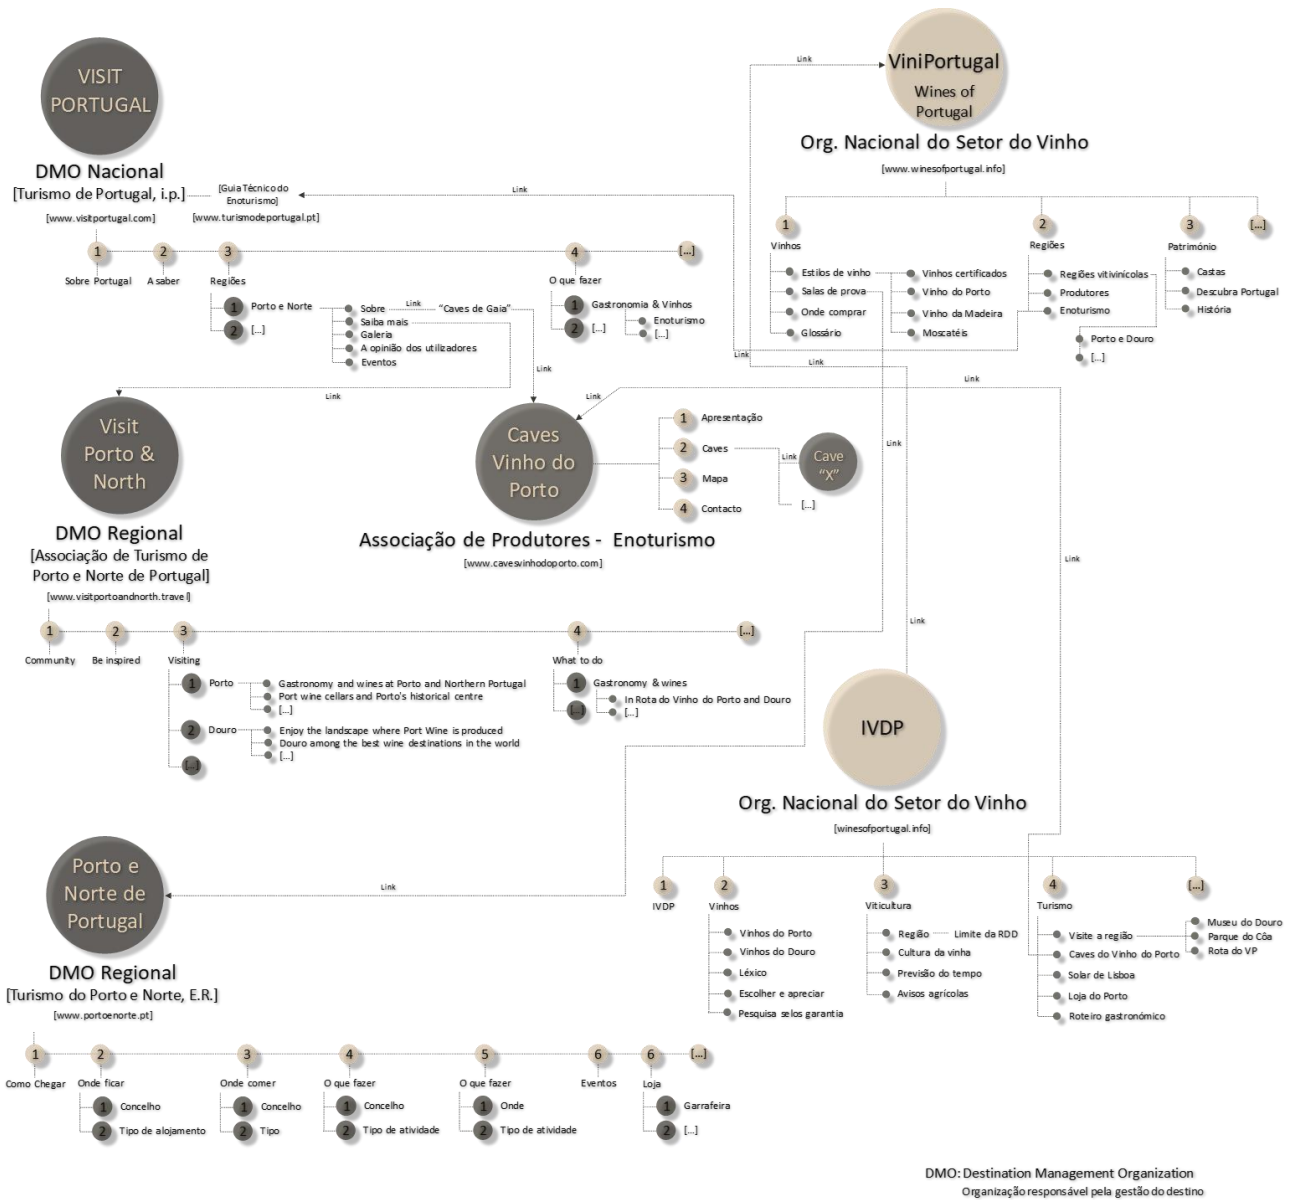 VISIT
PORTUGAL
DMO Nacional
[Turismo de Portugal, i.p.]
[www.visitportugal.com]
[Guia Técnico do
Enoturismo]
[www.turismodeportugal.pt]
Link
1
2
3
4
[...]
Sobre Portugal
A saber
Regiões
O que fazer
1
Porto e Norte
2
[...]
Sobre
Link
"Caves de Gaia"
Saiba mais
Galeria
A opinião dos utilizadores
Eventos
1
Gastronomia & Vinhos
2
[...]
Enoturismo
[...]
Link
ViniPortugal
Wines of
Portugal
Org. Nacional do Setor do Vinho
[www.winesofportugal.info]
1
2
3
[...]
Vinhos
Regiões
Património
Estilos de vinho
Salas de prova
Onde comprar
Glossário
Vinhos certificados
Vinho do Porto
Vinho da Madeira
Moscatéis
Regiões vitivinícolas
Produtores
Enoturismo
Porto e Douro
[...]
Castas
Descubra Portugal
História
Link
Link
Link
Link
Link
Link
Visit
Porto &
North
DMO Regional
[Associação de Turismo de
Porto e Norte de Portugal]
[www.visitportoandnorth.travel]
Caves
Vinho do
Porto
Associação de Produtores - Enoturismo
[www.cavesvinhodoporto.com]
1
Apresentação
2
Caves
3
Mapa
4
Contacto
Link
Cave
"X"
[...]
Link
Link
Link
1
2
3
4
[...]
Community
Be inspired
Visiting
What to do
1
Porto
Gastronomy and wines at Porto and Northern Portugal
Port wine cellars and Porto's historical centre
[...]
2
Douro
Enjoy the landscape where Port Wine is produced
Douro among the best wine destinations in the world
[...]
[...]
1
Gastronomy & wines
[...]
In Rota do Vinho do Porto and Douro
[...]
IVDP
Org. Nacional do Setor do Vinho
[winesofportugal.info]
1
2
3
4
[...]
IVDP
Vinhos
Viticultura
Turismo
Vinhos do Porto
Vinhos do Douro
Léxico
Escolher e apreciar
Pesquisa selos garantia
Região
Limite da RDD
Cultura da vinha
Previsão do tempo
Avisos agrícolas
Visite a região
Caves do Vinho do Porto
Solar de Lisboa
Loja do Porto
Roteiro gastronómico
Museu do Douro
Parque do Côa
Rota do VP
Porto e
Norte de
Portugal
Link
DMO Regional
[Turismo do Porto e Norte, E.R.]
[www.portoenorte.pt]
1
2
3
4
5
6
6
[...]
Como Chegar
Onde ficar
Onde comer
O que fazer
O que fazer
Eventos
Loja
1
Concelho
2
Tipo de alojamento
1
Concelho
2
Tipo
1
Concelho
2
Tipo de atividade
1
Onde
2
Tipo de atividade
1
Garrafeira
2
[...]
DMO: Destination Management Organization
Organização responsável pela gestão do destino